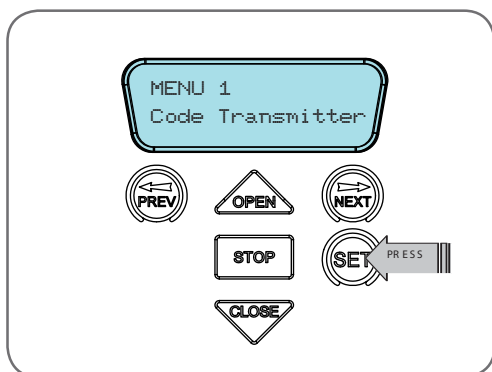 MENU 1
Code Transmitter
PREV
OPEN
NEXT
STOP
SET
PRESS
CLOSE